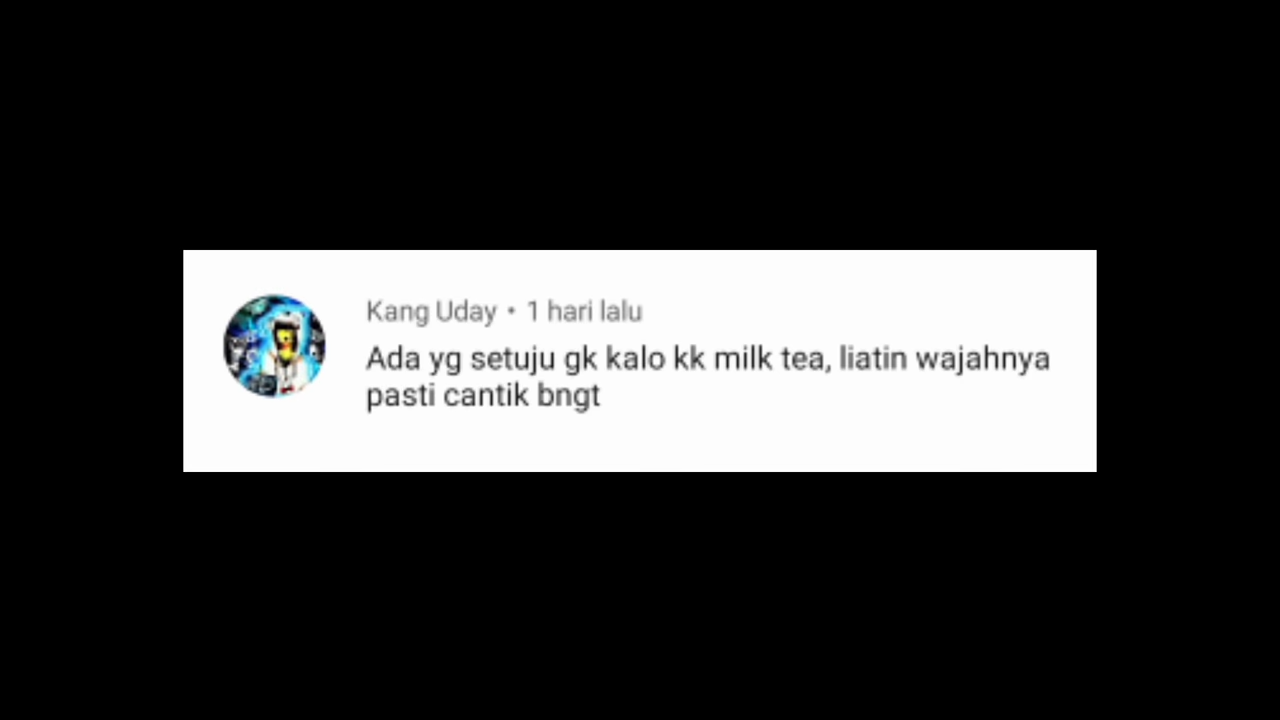 Kang Uday • 1 hari lalu
Ada yg setuju gk kalo kk milk tea, liatin wajahnya
pasti cantik bngt